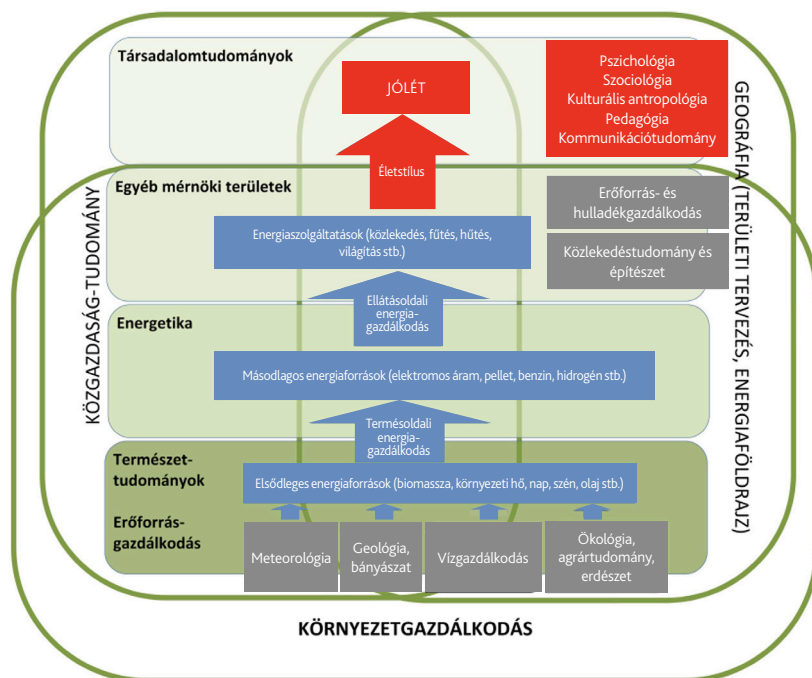 Társadalomtudományok
JÓLÉT
Pszichológia
Szociológia
Kulturális antropológia
Pedagógia
Kommunikációtudomány
Életstílus
Egyéb mérnöki területek
Erőforrás- és
hulladékgazdálkodás
Energiaszolgáltatások (közlekedés, fűtés, hűtés,
világítás stb.)
Közlekedéstudomány és
építészet
Ellátásoldali
energia-
gazdálkodás
Energetika
Másodlagos energiaforrások (elektromos áram, pellet, benzin, hidrogén stb.)
Termésoldali
energia-
gazdálkodás
Természet-
tudományok
Elsődleges energiaforrások (biomassza, környezeti hő, nap, szén, olaj stb.)
Erőforrás-
gazdálkodás
Meteorológia
Geológia,
bányászat
Vízgazdálkodás
Ökológia,
agrártudomány,
erdészet
KÖZGAZDASÁG-TUDOMÁNY
GEOGRÁFIA (TERÜLETI TERVEZÉS, ENERGIAFÖLDRAJZ)
KÖRNYEZETGAZDÁLKODÁS